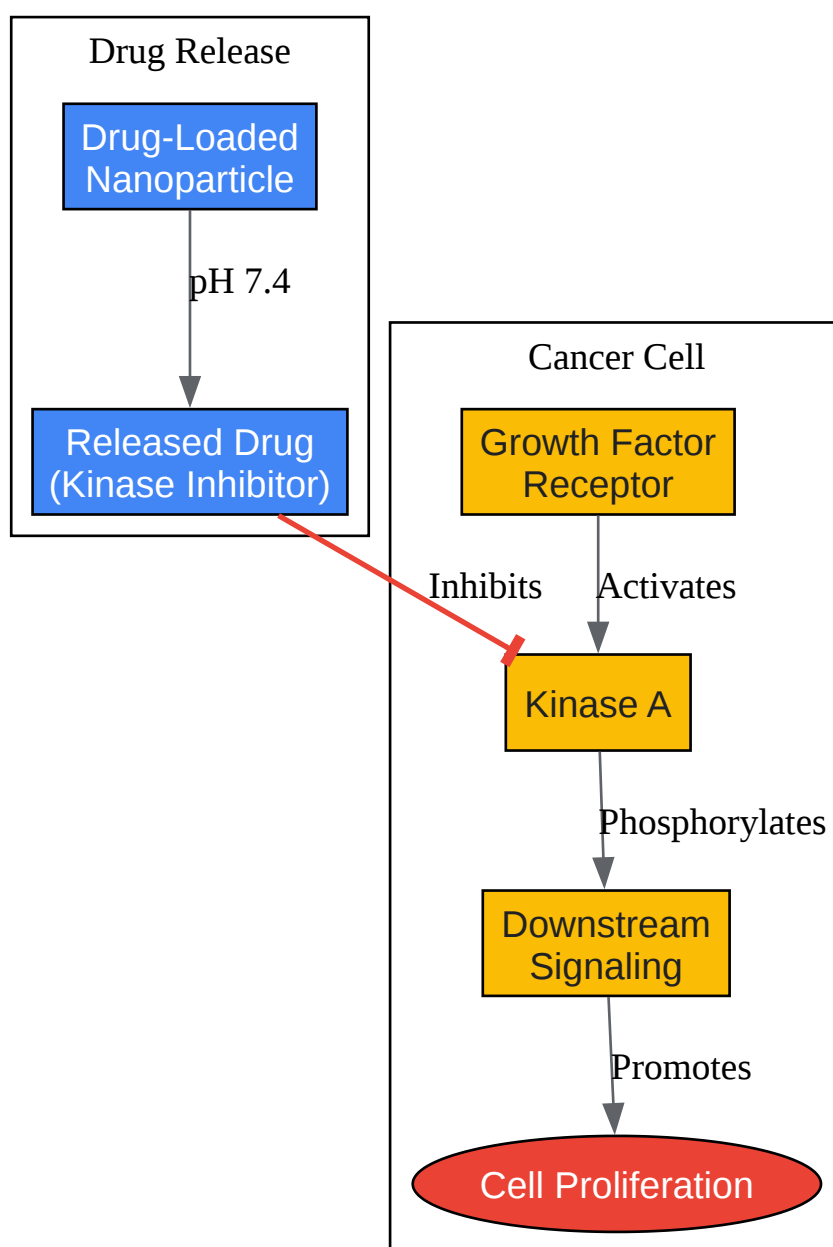 Drug Release
Drug-Loaded
Nanoparticle
pH 7.4
Released Drug
(Kinase Inhibitor)
Cancer Cell
Growth Factor
Receptor
Inhibits
Activates
Kinase A
Phosphorylates
Downstream
Signaling
Promotes
Cell Proliferation